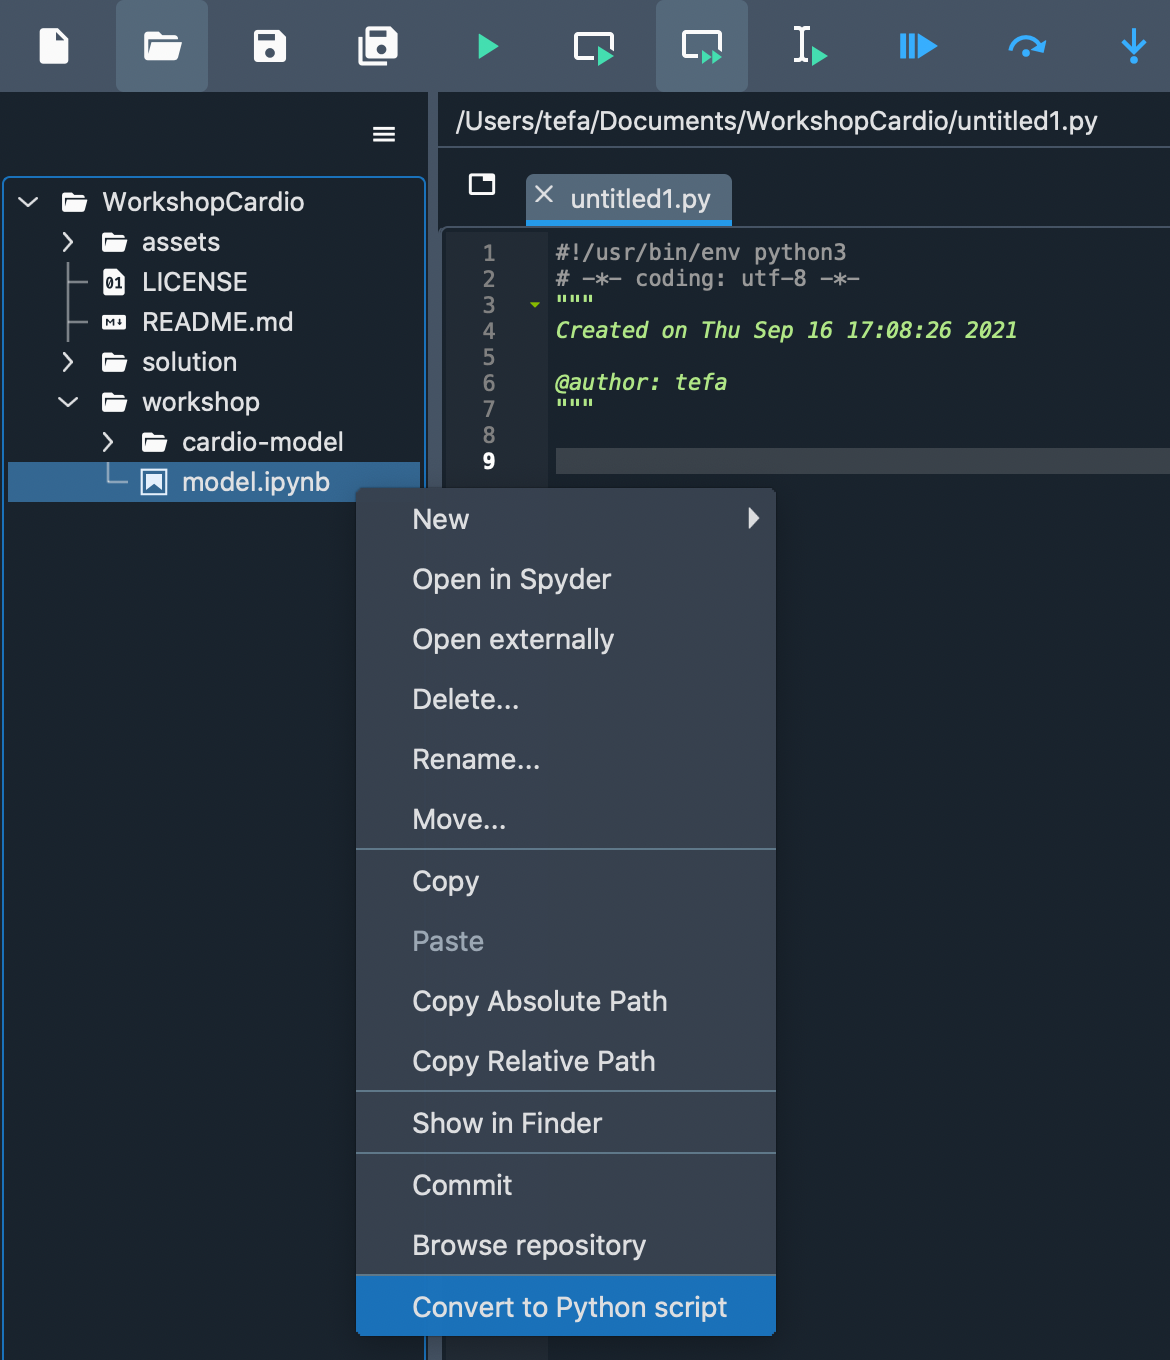 /Users/tefa/Documents/WorkshopCardio/untitled1.py
WorkshopCardio
assets
LICENSE
README.md
solution
workshop
cardio-model
model.ipynb
untitled1.py
1 #!/usr/bin/env python3
2 # -*- coding: utf-8 -*-
3 """
4 Created on Thu Sep 16 17:08:26 2021
5
6 @author: tefa
7 """
8
9
New
Open in Spyder
Open externally
Delete...
Rename...
Move...
Copy
Paste
Copy Absolute Path
Copy Relative Path
Show in Finder
Commit
Browse repository
Convert to Python script